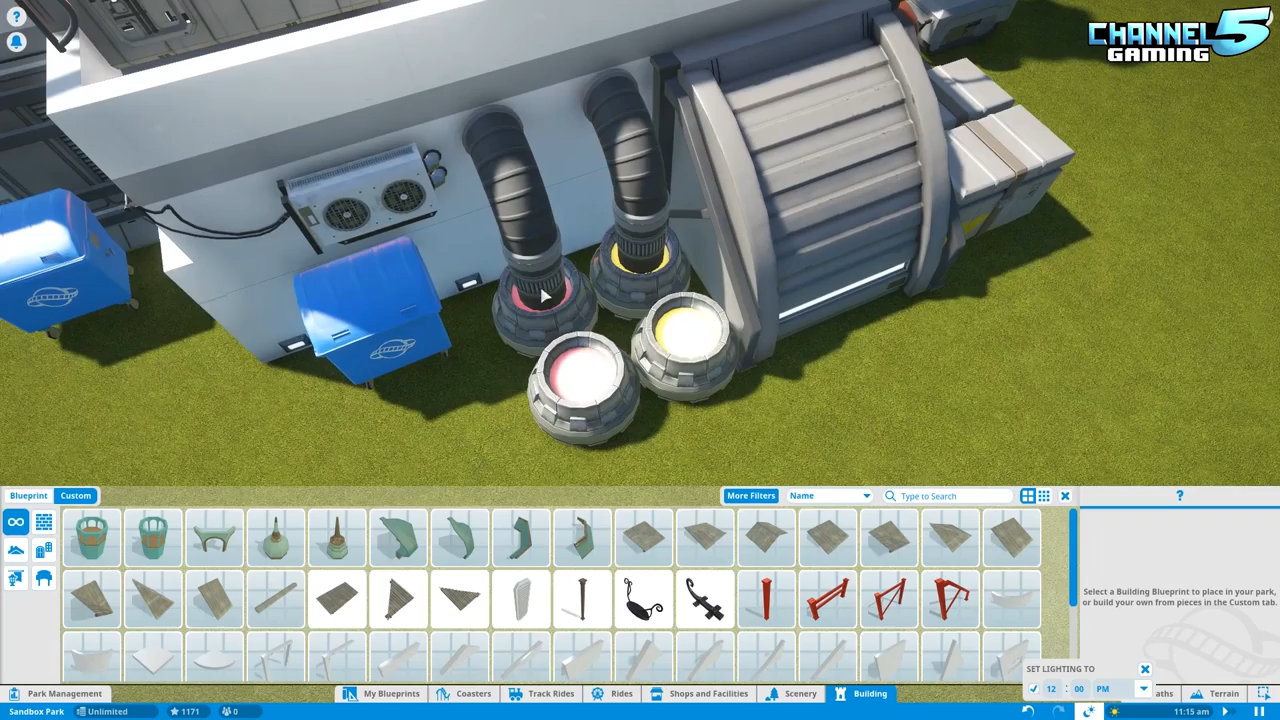 ?
CHANNEL 5
GAMING
Blueprint
Custom
More Filters
Name
Type to Search
?
Select a Building Blueprint to place in your park,
or build your own from pieces in the Custom tab.
SET LIGHTING TO
12 : 00 PM
Park Management
My Blueprints
Coasters
Track Rides
Rides
Shops and Facilities
Scenery
Building
aths
Terrain
Sandbox Park
Unlimited
1171
0
11:15 am